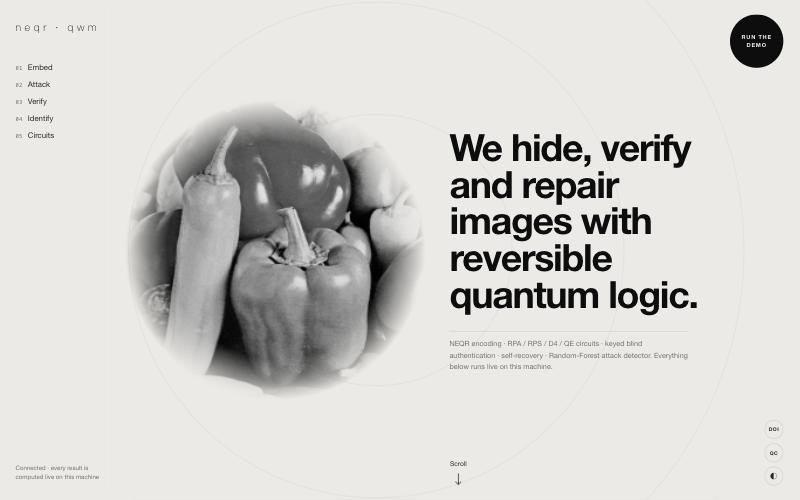 neqr · qwm
01 Embed
02 Attack
03 Verify
04 Identify
05 Circuits
Connected · every result is
computed live on this machine
We hide, verify
and repair
images with
reversible
quantum logic.
NEQR encoding · RPA / RPS / D4 / QE circuits · keyed blind
authentication · self-recovery · Random-Forest attack detector. Everything
below runs live on this machine.
Scroll
RUN THE
DEMO
DOI
QC